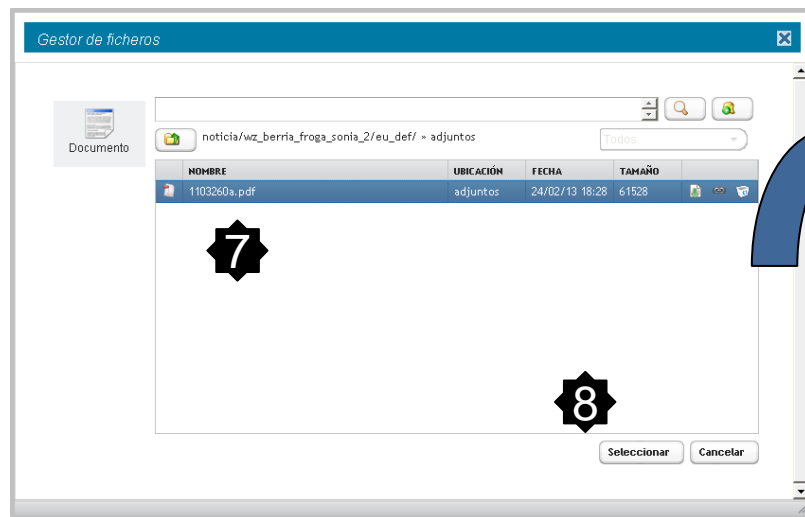 Gestor de ficheros
Documento
noticia/wz_berria_froga_sonia_2/eu_def/ » adjuntos
Todos
NOMBRE UBICACIÓN FECHA TAMAÑO
1103260a.pdf adjuntos 24/02/13 18:28 61528
7
8
Seleccionar Cancelar